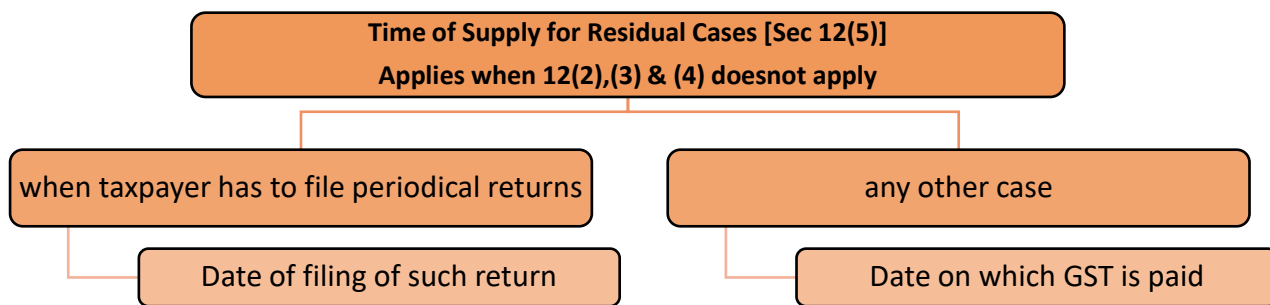 Time of Supply for Residual Cases [Sec 12(5)]
Applies when 12(2),(3) & (4) doesnot apply
when taxpayer has to file periodical returns
any other case
Date of filing of such return
Date on which GST is paid